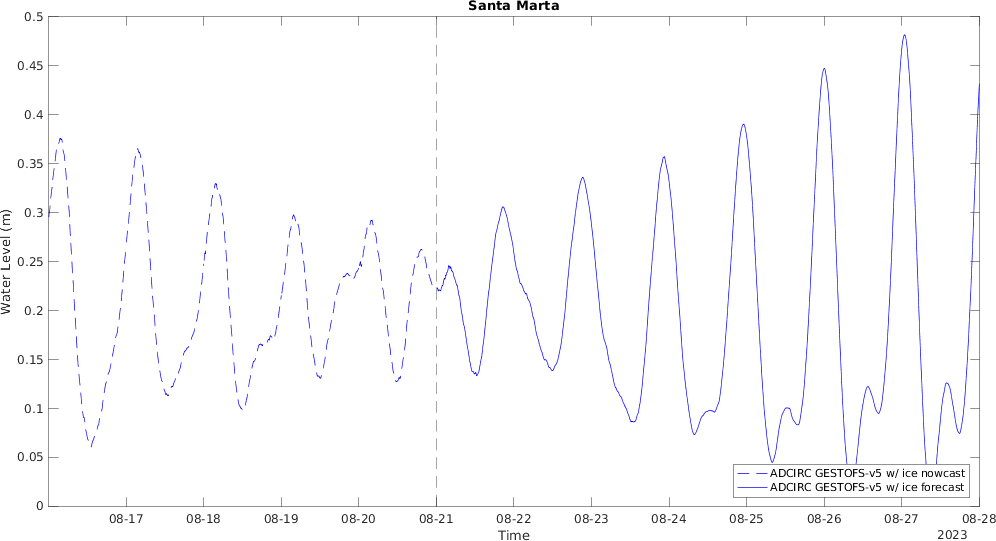 Santa Marta
0.5
0.45
0.4
0.35
0.3
0.25
0.2
0.15
0.1
0.05
0
Water Level (m)
ADCIRC GESTOFS-v5 w/ ice nowcast
ADCIRC GESTOFS-v5 w/ ice forecast
08-17 08-18 08-19 08-20 08-21 08-22 08-23 08-24 08-25 08-26 08-27 08-28
Time
2023